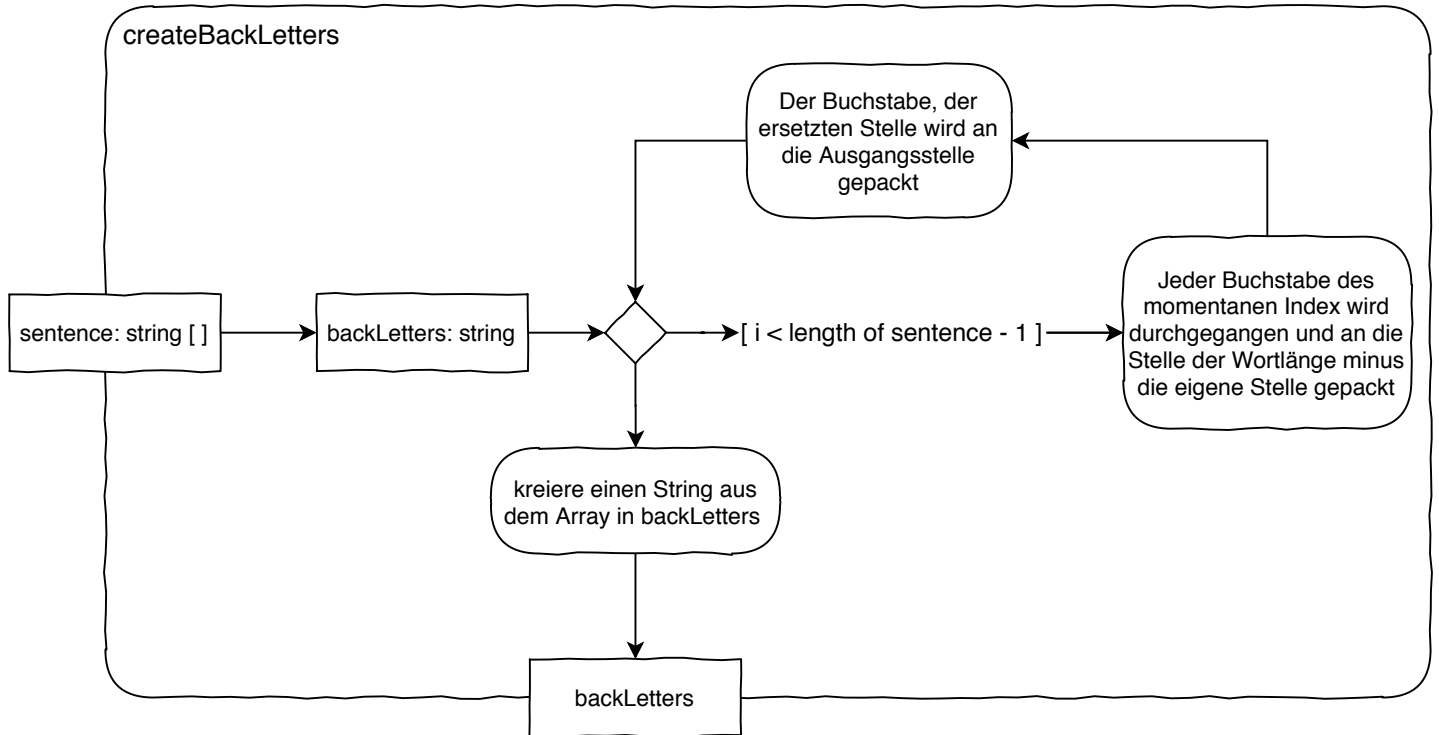 createBackLetters
Der Buchstabe, der
ersetzten Stelle wird an
die Ausgangsstelle
gepackt
sentence: string [ ]
backLetters: string
[ i < length of sentence - 1 ]
Jeder Buchstabe des
momentanen Index wird
durchgegangen und an die
Stelle der Wortlänge minus
die eigene Stelle gepackt
kreiere einen String aus
dem Array in backLetters
backLetters